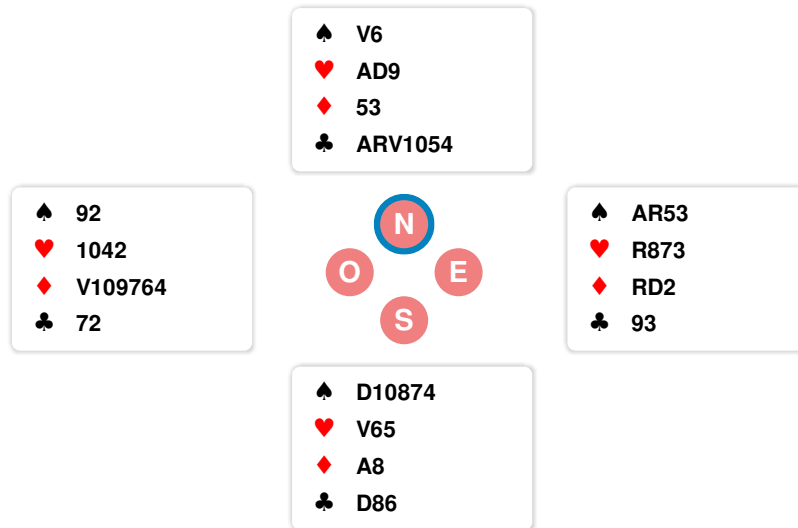 ♠ V6
♥ AD9
♦ 53
♣ ARV1054
♠ 92
♥ 1042
♦ V109764
♣ 72
N
O E
S
♠ AR53
♥ R873
♦ RD2
♣ 93
♠ D10874
♥ V65
♦ A8
♣ D86